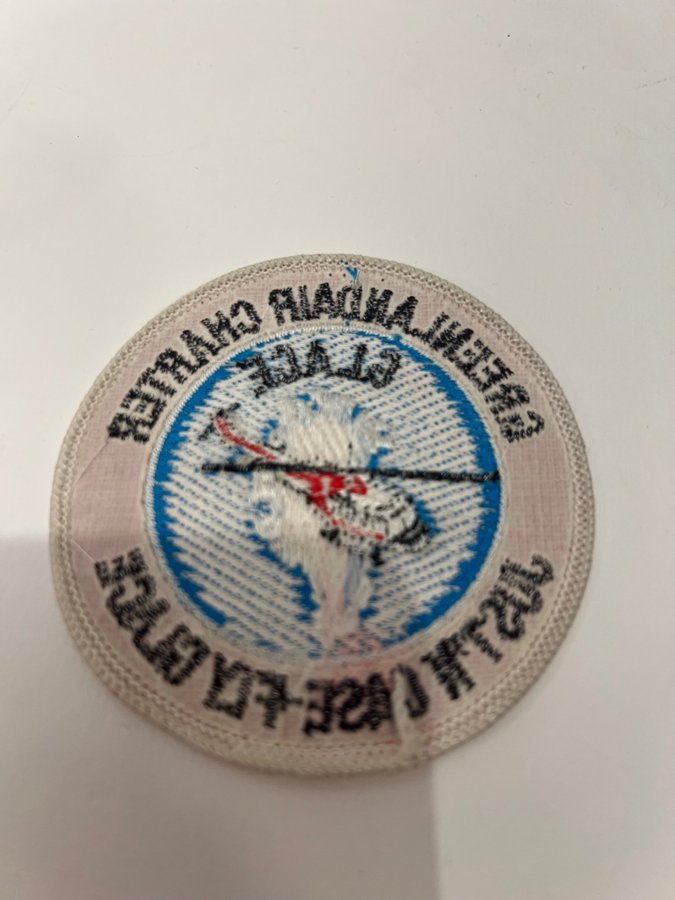 GREENLANDAIR CHARTER
GLACE
JUST IN CASE-FLY GLACE